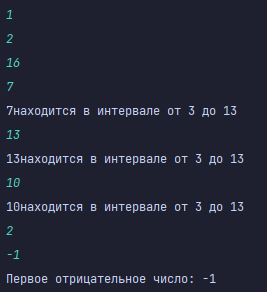 1
2
16
7
7находится в интервале от 3 до 13
13
13находится в интервале от 3 до 13
10
10находится в интервале от 3 до 13
2
-1
Первое отрицательное число: -1